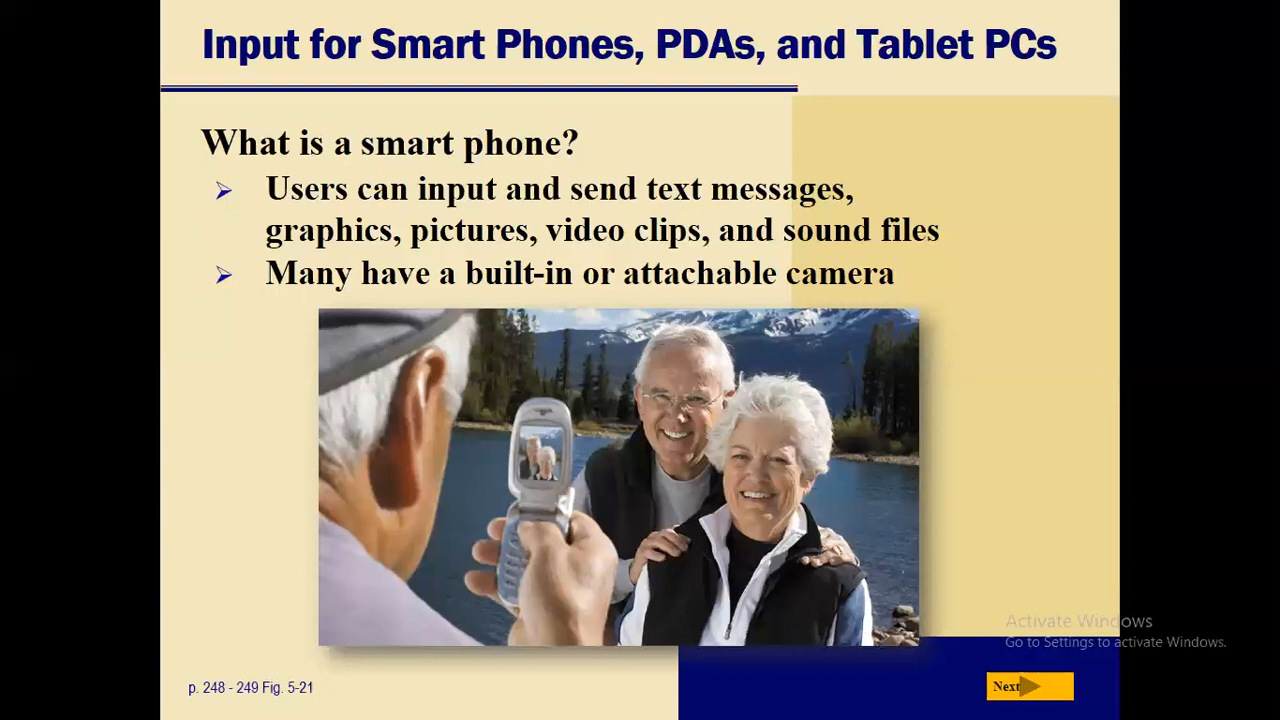 Input for Smart Phones, PDAs, and Tablet PCs
What is a smart phone?
Users can input and send text messages,
graphics, pictures, video clips, and sound files
Many have a built-in or attachable camera
Activate Windows
Go to Settings to activate Windows.
p. 248 - 249 Fig. 5-21
Next